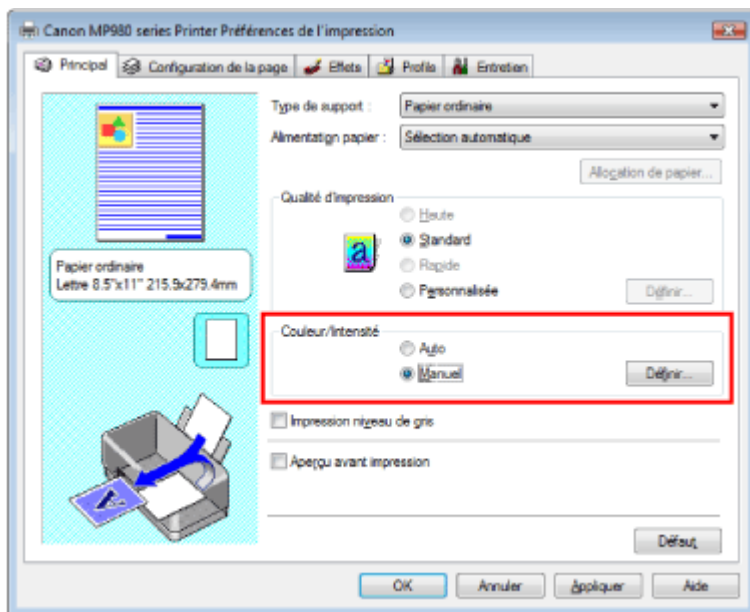 Canon MP980 series Printer Préférences de l'impression
Principal Configuration de la page Effets Profile Entretien
Type de support : Papier ordinaire
Alimentation papier : Sélection automatique
Allocation de papier...
Qualité d'impression
Haute
Standard
Rapide
Personnalisée Définir...
Papier ordinaire
Lettre 8.5"x11" 215.9x279.4mm
Couleur/Intensité
Auto
Manuel Définir...
Impression niveau de gris
Aperçu avant impression
Défaut
OK Annuler Appliquer Aide